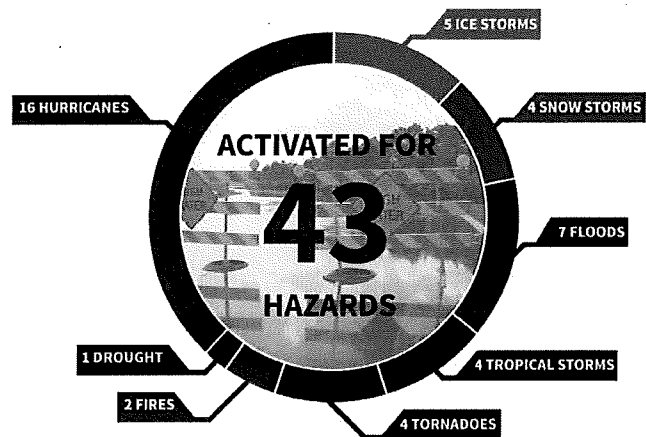 5 ICE STORMS
16 HURRICANES
4 SNOW STORMS
ACTIVATED FOR
43
HAZARDS
7 FLOODS
1 DROUGHT
4 TROPICAL STORMS
2 FIRES
4 TORNADOES